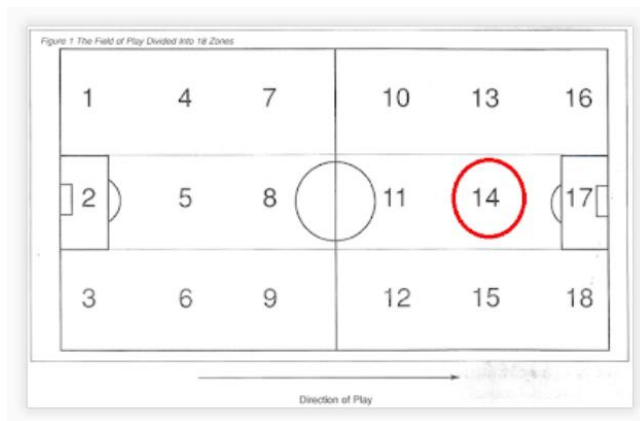 Figure 1 The Field of Play Divided Into 18 Zones
1 4 7 10 13 16
2 5 8 11 14 17
3 6 9 12 15 18
Direction of Play